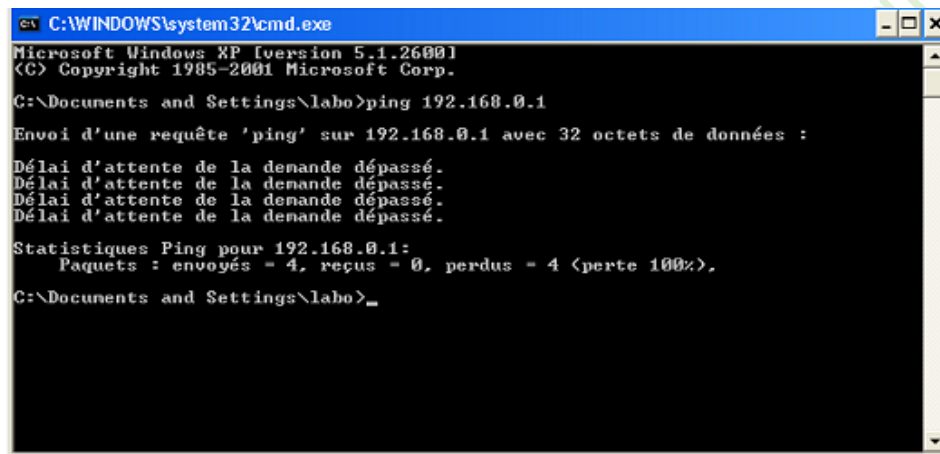 C:\WINDOWS\system32\cmd.exe
Microsoft Windows XP [version 5.1.2600]
(C) Copyright 1985-2001 Microsoft Corp.
C:\Documents and Settings\labo>ping 192.168.0.1
Envoi d'une requête 'ping' sur 192.168.0.1 avec 32 octets de données :
Délai d'attente de la demande dépassé.
Délai d'attente de la demande dépassé.
Délai d'attente de la demande dépassé.
Délai d'attente de la demande dépassé.
Statistiques Ping pour 192.168.0.1:
Paquets : envoyés = 4, reçus = 0, perdus = 4 (perte 100%),
C:\Documents and Settings\labo>_